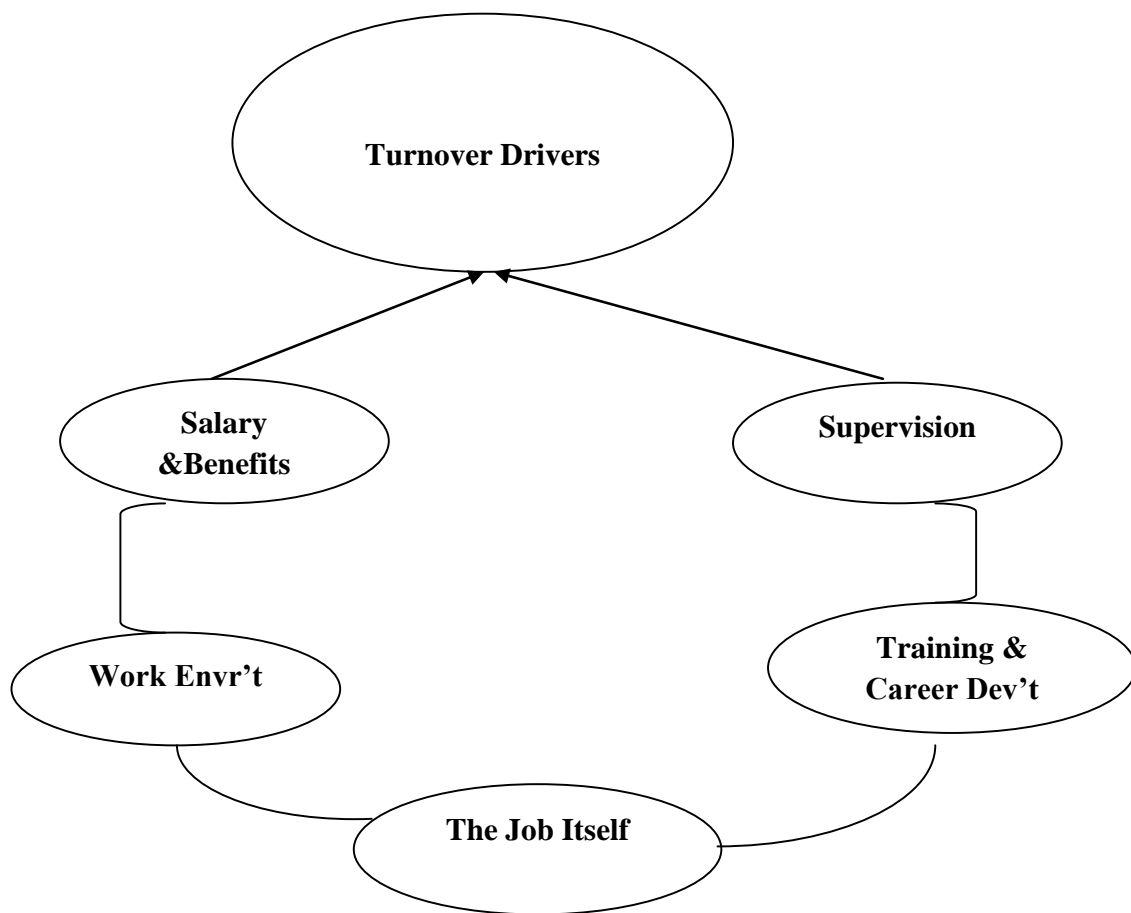 Turnover Drivers
Salary
&Benefits
Supervision
Work Envr’t
Training &
Career Dev’t
The Job Itself